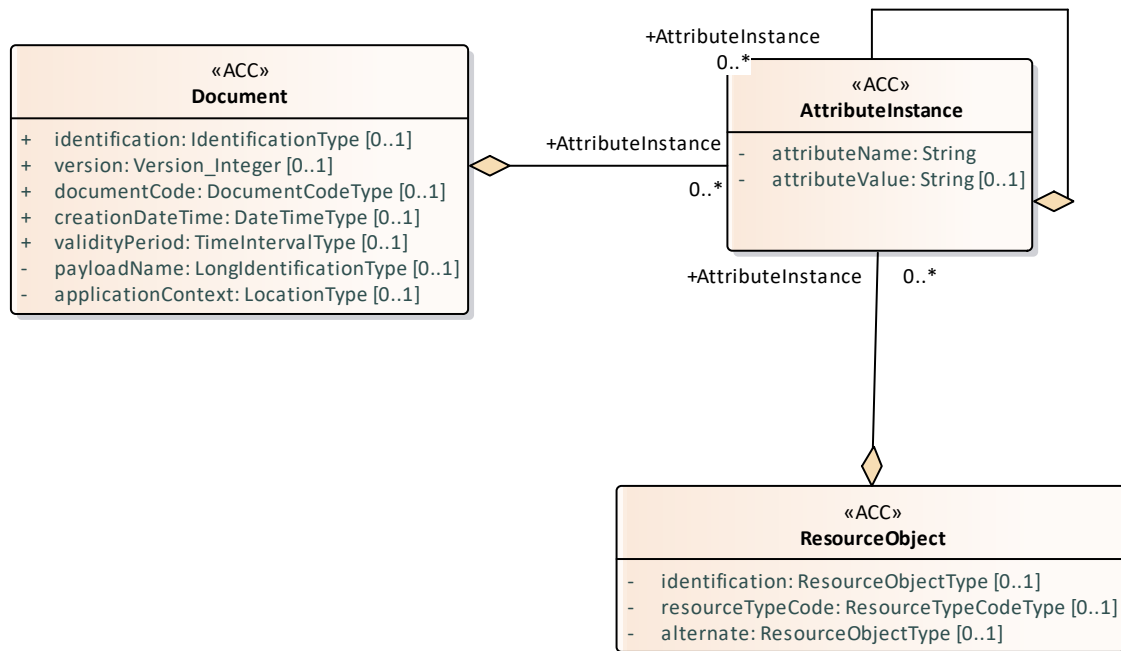 +AttributeInstance
0..*
«ACC»
Document
+ identification: IdentificationType [0..1]
+ version: Version_Integer [0..1]
+ documentCode: DocumentCodeType [0..1]
+ creationDateTime: DateTimeType [0..1]
+ validityPeriod: TimeIntervalType [0..1]
- payloadName: LongIdentificationType [0..1]
- applicationContext: LocationType [0..1]
+AttributeInstance
0..*
«ACC»
AttributeInstance
- attributeName: String
- attributeValue: String [0..1]
+AttributeInstance 0..*
«ACC»
ResourceObject
- identification: ResourceObjectType [0..1]
- resourceTypeCode: ResourceTypeCodeType [0..1]
- alternate: ResourceObjectType [0..1]